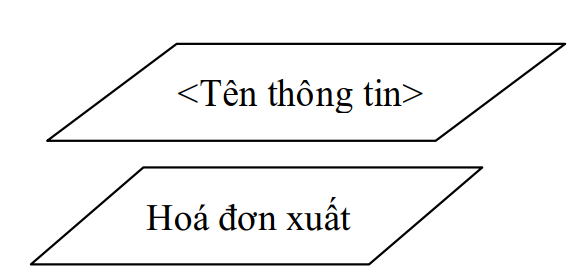 <Tên thông tin>
Hoá đơn xuất